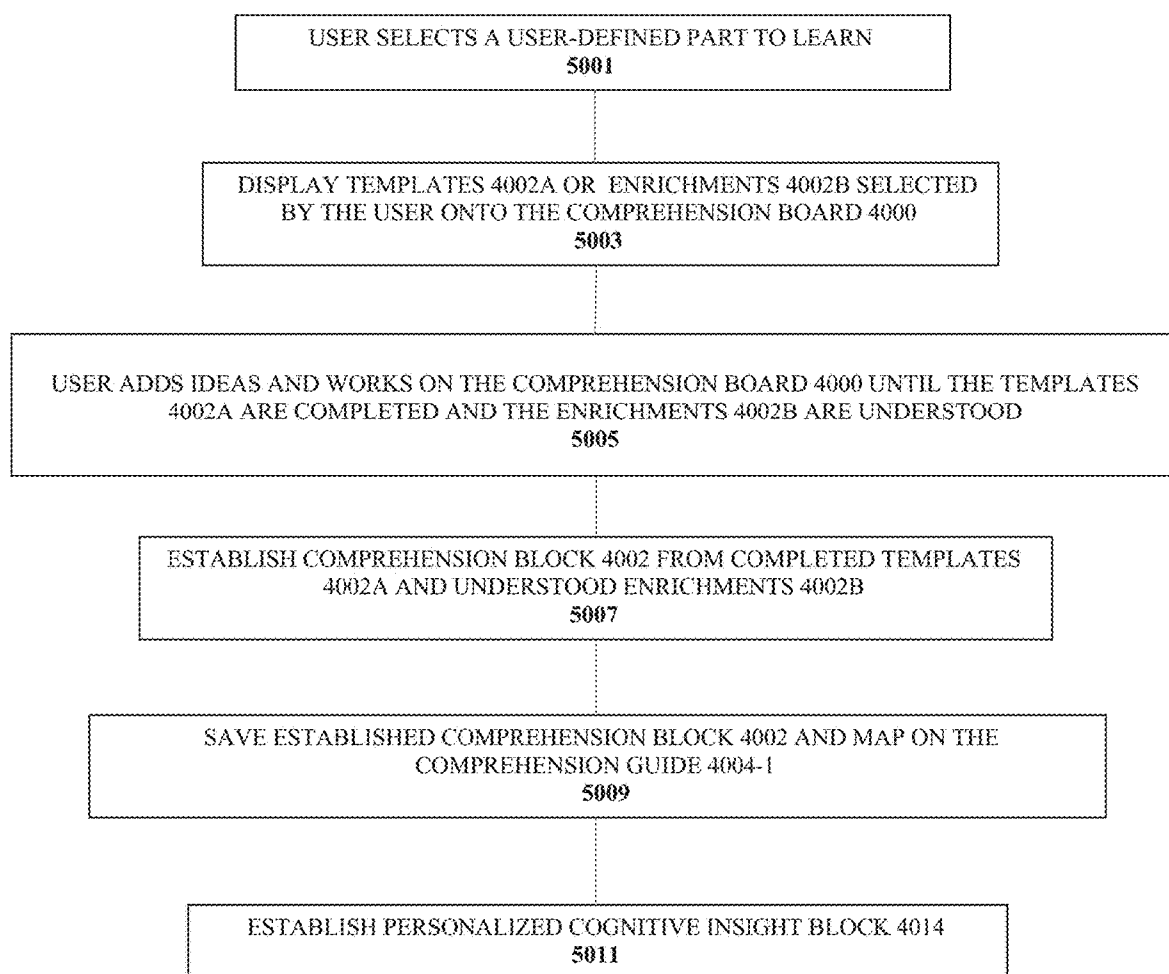 USER SELECTS A USER-DEFINED PART TO LEARN
5001
DISPLAY TEMPLATES 4002A OR ENRICHMENTS 4002B SELECTED
BY THE USER ONTO THE COMPREHENSION BOARD 4000
5003
USER ADDS IDEAS AND WORKS ON THE COMPREHENSION BOARD 4000 UNTIL THE TEMPLATES
4002A ARE COMPLETED AND THE ENRICHMENTS 4002B ARE UNDERSTOOD
5005
ESTABLISH COMPREHENSION BLOCK 4002 FROM COMPLETED TEMPLATES
4002A AND UNDERSTOOD ENRICHMENTS 4002B
5007
SAVE ESTABLISHED COMPREHENSION BLOCK 4002 AND MAP ON THE
COMPREHENSION GUIDE 4004-1
5009
ESTABLISH PERSONALIZED COGNITIVE INSIGHT BLOCK 4014
5011